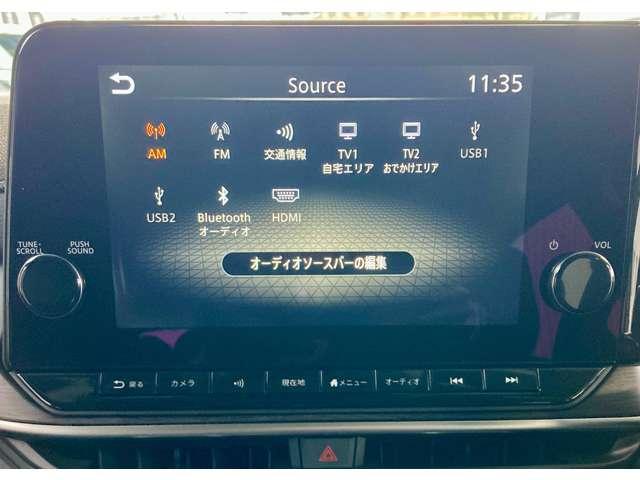 Source 11:35
AM FM 交通情報 TV1 TV2 USB1
自宅エリア おでかけエリア
USB2 Bluetooth HDMI
オーディオ
オーディオソースバーの編集
TUNE・ PUSH
SCROLL SOUND
VOL
戻る カメラ 現在地 メニュー オーディオ